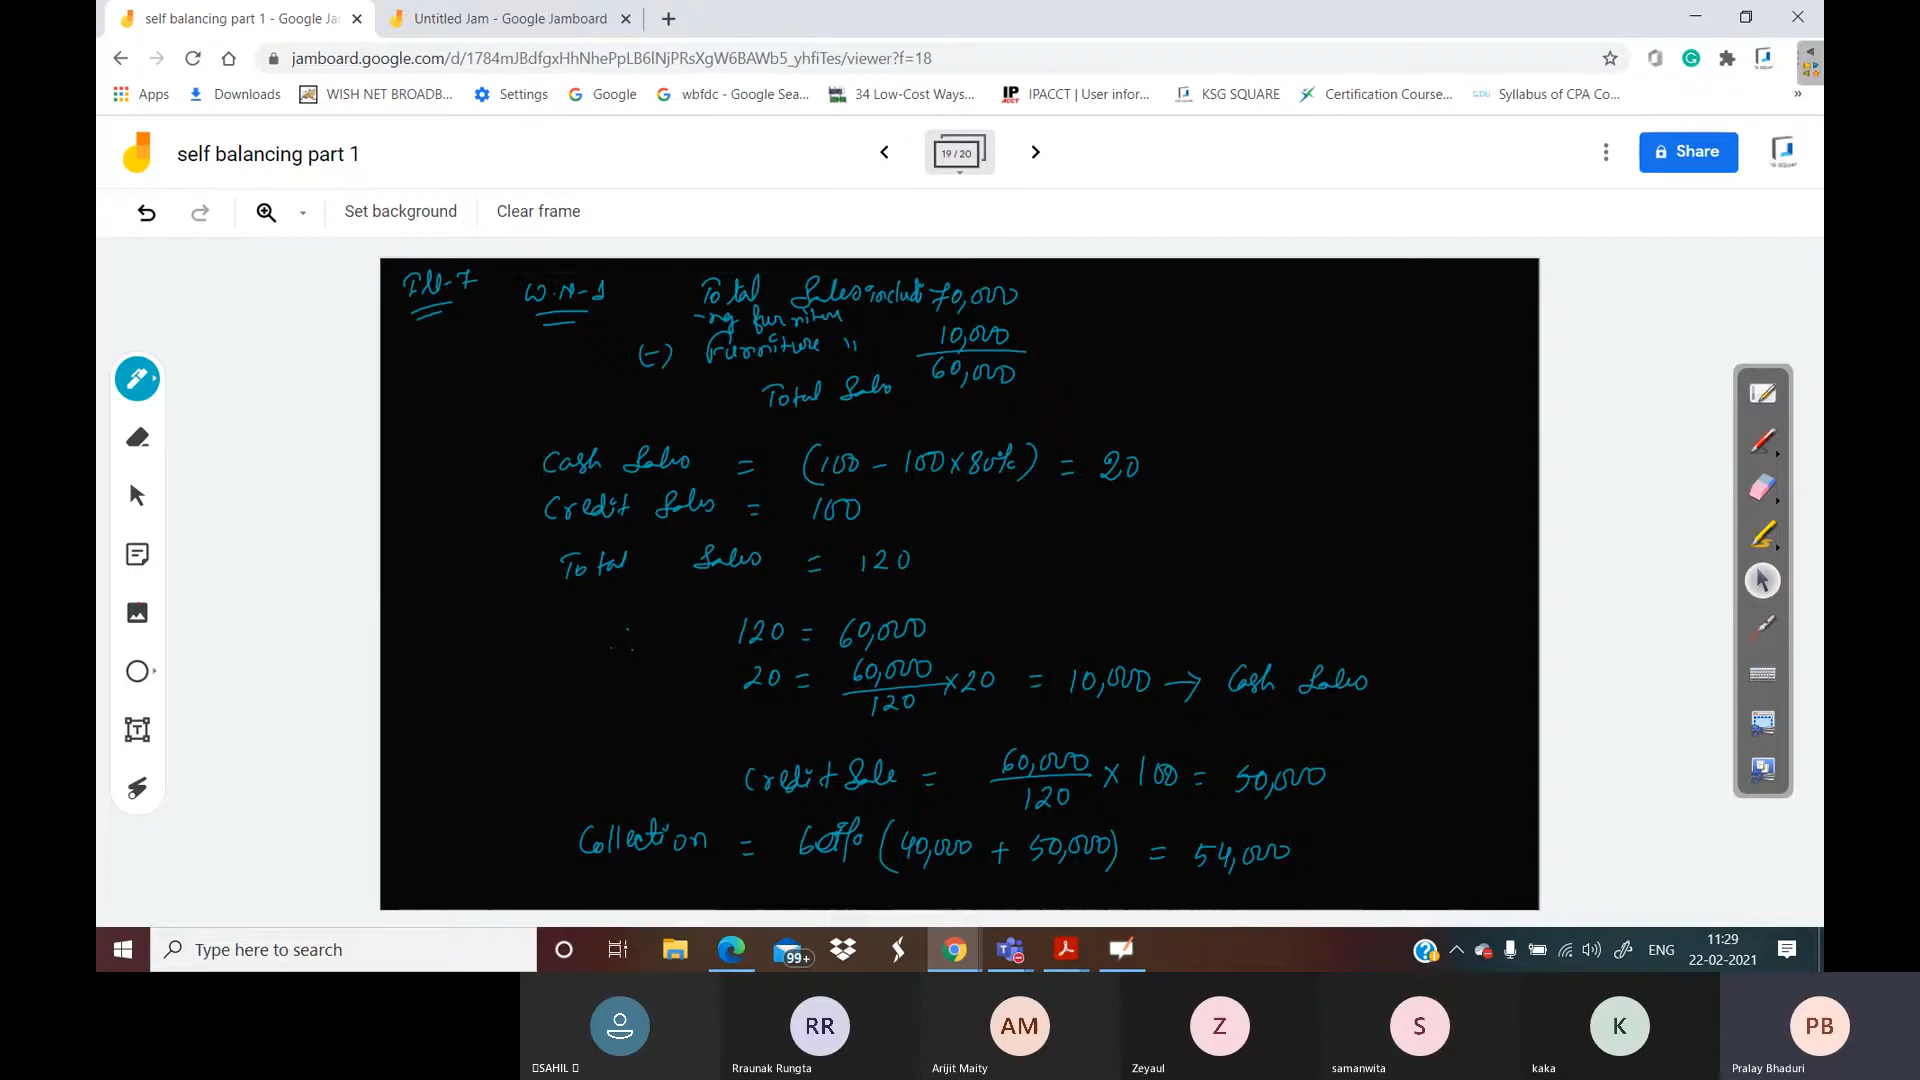 self balancing part 1 - Google Ja
Untitled Jam - Google Jamboard
jamboard.google.com/d/1784mJBdfgxHhNhePpLB6lNjPRsXgW6BAWb5_yhfiTes/viewer?f=18
Apps
Downloads
WISH NET BROADB...
Settings
Google
wbfdc - Google Sea...
34 Low-Cost Ways...
IPACCT | User infor...
KSG SQUARE
Certification Course...
Syllabus of CPA Co...
»
self balancing part 1
19 / 20
Share
Set background
Clear frame
Ill-7 W.N-1 Total Sales includi 70,000
-ng furniture
(-) Furniture " 10,000
Total Sales 60,000
Cash Sales = (100 - 100 x 80%) = 20
Credit Sales = 100
Total Sales = 120
120 = 60,000
20 = 60,000/120 x 20 = 10,000 → Cash Sales
Credit Sale = 60,000/120 x 100 = 50,000
Collection = 60% (40,000 + 50,000) = 54,000
Type here to search
99+
ENG
11:29
22-02-2021
RR
AM
Z
S
K
PB
SAHIL
Rraunak Rungta
Arijit Maity
Zeyaul
samanwita
kaka
Pralay Bhaduri